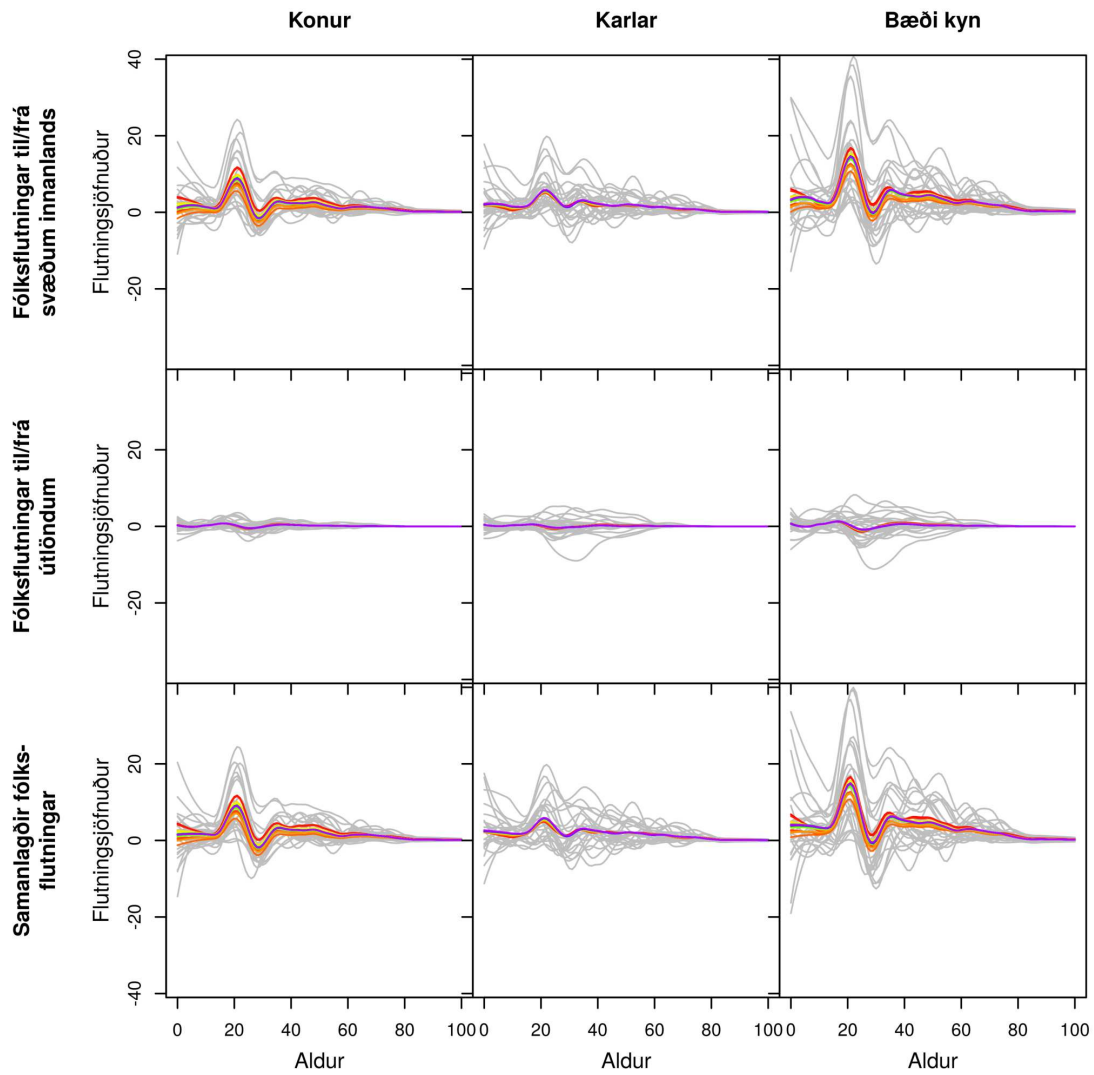 Konur
Karlar
Bæði kyn
Fólksflutningar til/frá
svæðum innanlands
Flutningsjöfnuður
40
20
0
-20
Fólksflutningar til/frá
útlöndum
Flutningsjöfnuður
20
0
-20
Samanlagðir fólks-
flutningar
Flutningsjöfnuður
20
0
-20
-40
0 20 40 60 80 100
0 20 40 60 80 100
0 20 40 60 80 100
Aldur
Aldur
Aldur